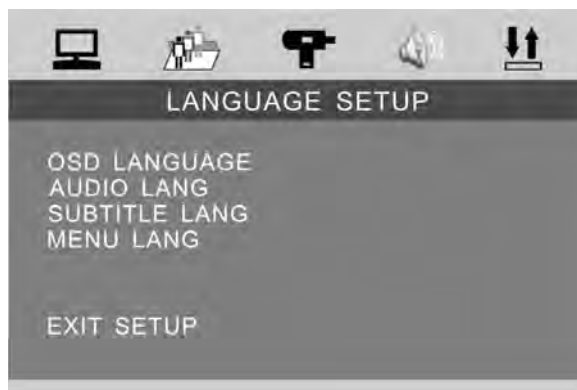 LANGUAGE SETUP
OSD LANGUAGE
AUDIO LANG
SUBTITLE LANG
MENU LANG
EXIT SETUP